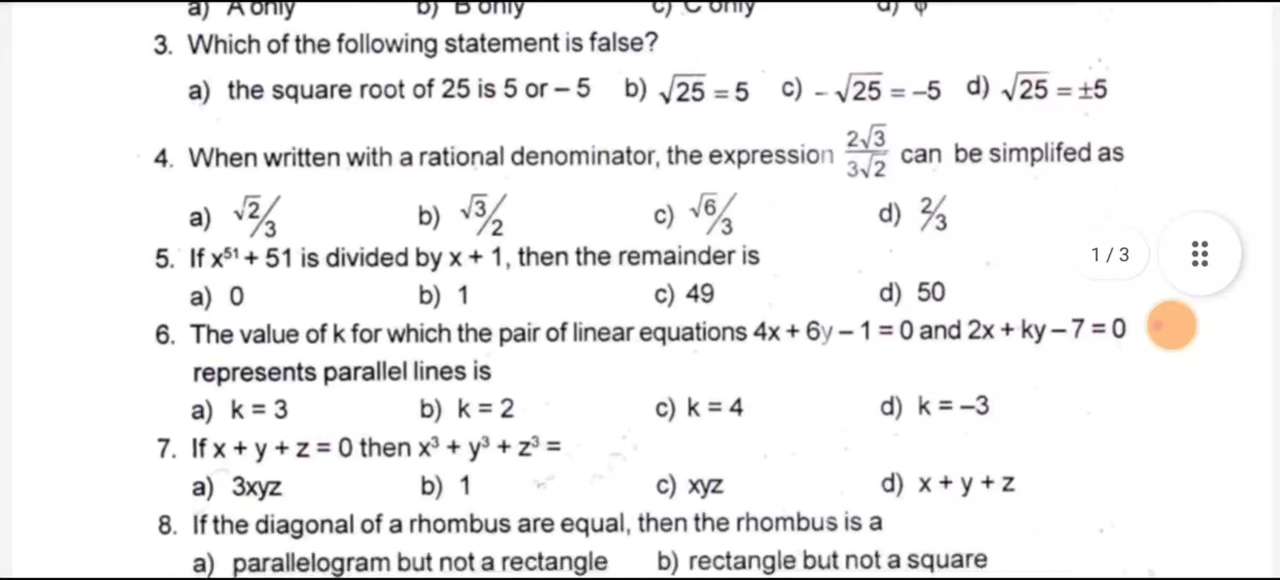 a) A only b) B only c) C only d) φ
3. Which of the following statement is false?
a) the square root of 25 is 5 or – 5 b) √25 = 5 c) – √25 = –5 d) √25 = ±5
4. When written with a rational denominator, the expression 2√3/3√2 can be simplifed as
a) √2/3 b) √3/2 c) √6/3 d) 2/3
5. If x⁵¹ + 51 is divided by x + 1, then the remainder is
1 / 3
a) 0 b) 1 c) 49 d) 50
6. The value of k for which the pair of linear equations 4x + 6y – 1 = 0 and 2x + ky – 7 = 0
represents parallel lines is
a) k = 3 b) k = 2 c) k = 4 d) k = –3
7. If x + y + z = 0 then x³ + y³ + z³ =
a) 3xyz b) 1 c) xyz d) x + y + z
8. If the diagonal of a rhombus are equal, then the rhombus is a
a) parallelogram but not a rectangle b) rectangle but not a square